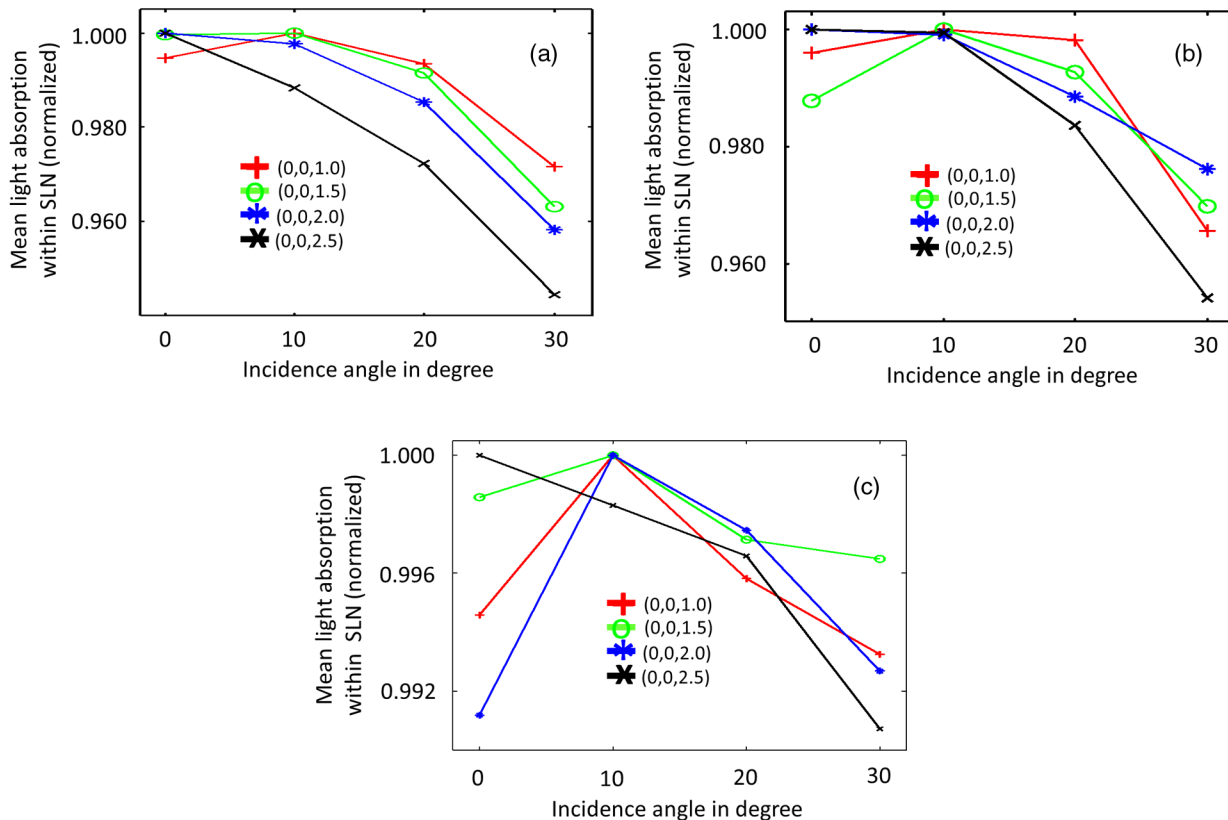 (a)
Mean light absorption
within SLN (normalized)
1.000
0.980
0.960
(0,0,1.0)
(0,0,1.5)
(0,0,2.0)
(0,0,2.5)
0 10 20 30
Incidence angle in degree
(b)
Mean light absorption
within SLN (normalized)
1.000
0.980
0.960
(0,0,1.0)
(0,0,1.5)
(0,0,2.0)
(0,0,2.5)
0 10 20 30
Incidence angle in degree
(c)
Mean light absorption
within SLN (normalized)
1.000
0.996
0.992
(0,0,1.0)
(0,0,1.5)
(0,0,2.0)
(0,0,2.5)
0 10 20 30
Incidence angle in degree